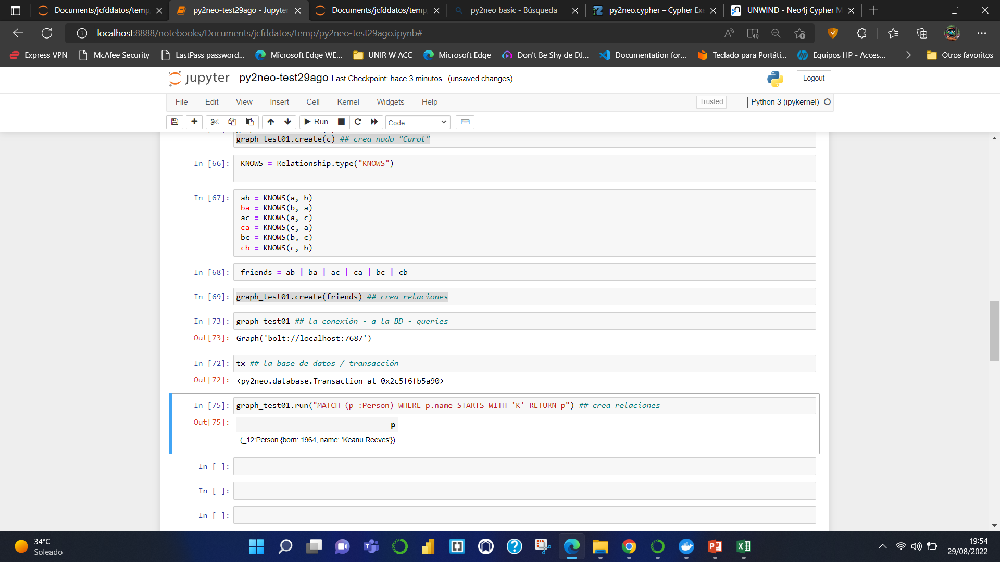 Documents/jcfddatos/temp
py2neo-test29ago - Jupyter
Documents/jcfddatos/temp
py2neo basic - Búsqueda
py2neo.cypher – Cypher Ex
UNWIND - Neo4j Cypher M
localhost:8888/notebooks/Documents/jcfddatos/temp/py2neo-test29ago.ipynb#
Express VPN
McAfee Security
LastPass password...
Microsoft Edge WE...
UNIR W ACC
Microsoft Edge
Don't Be Shy de DJ...
Documentation for...
Teclado para Portáti...
Equipos HP - Acces...
Otros favoritos
jupyter py2neo-test29ago Last Checkpoint: hace 3 minutos (unsaved changes)
Logout
File Edit View Insert Cell Kernel Widgets Help
Trusted
Python 3 (ipykernel)
Run
Code
graph_test01.create(c) ## crea nodo "Carol"
In [66]: KNOWS = Relationship.type("KNOWS")
In [67]: ab = KNOWS(a, b)
ba = KNOWS(b, a)
ac = KNOWS(a, c)
ca = KNOWS(c, a)
bc = KNOWS(b, c)
cb = KNOWS(c, b)
In [68]: friends = ab | ba | ac | ca | bc | cb
In [69]: graph_test01.create(friends) ## crea relaciones
In [73]: graph_test01 ## la conexión - a la BD - queries
Out[73]: Graph('bolt://localhost:7687')
In [72]: tx ## la base de datos / transacción
Out[72]: <py2neo.database.Transaction at 0x2c5f6fb5a90>
In [75]: graph_test01.run("MATCH (p :Person) WHERE p.name STARTS WITH 'K' RETURN p") ## crea relaciones
Out[75]:
p
(_12:Person {born: 1964, name: 'Keanu Reeves'})
In [ ]:
In [ ]:
In [ ]:
34°C
Soleado
19:54
29/08/2022